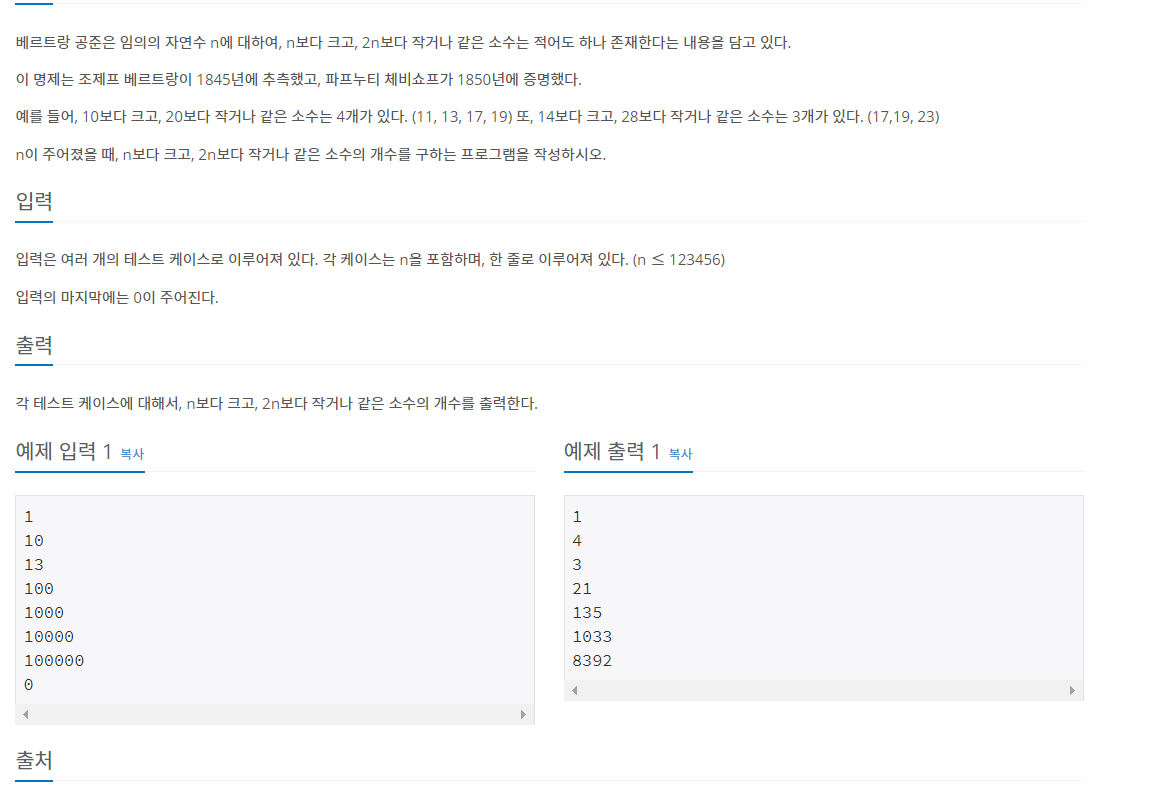 베르트랑 공준은 임의의 자연수 n에 대하여, n보다 크고, 2n보다 작거나 같은 소수는 적어도 하나 존재한다는 내용을 담고 있다.
이 명제는 조제프 베르트랑이 1845년에 추측했고, 파프누티 체비쇼프가 1850년에 증명했다.
예를 들어, 10보다 크고, 20보다 작거나 같은 소수는 4개가 있다. (11, 13, 17, 19) 또, 14보다 크고, 28보다 작거나 같은 소수는 3개가 있다. (17,19, 23)
n이 주어졌을 때, n보다 크고, 2n보다 작거나 같은 소수의 개수를 구하는 프로그램을 작성하시오.
입력
입력은 여러 개의 테스트 케이스로 이루어져 있다. 각 케이스는 n을 포함하며, 한 줄로 이루어져 있다. (n ≤ 123456)
입력의 마지막에는 0이 주어진다.
출력
각 테스트 케이스에 대해서, n보다 크고, 2n보다 작거나 같은 소수의 개수를 출력한다.
예제 입력 1 복사
1
10
13
100
1000
10000
100000
0
예제 출력 1 복사
1
4
3
21
135
1033
8392
출처